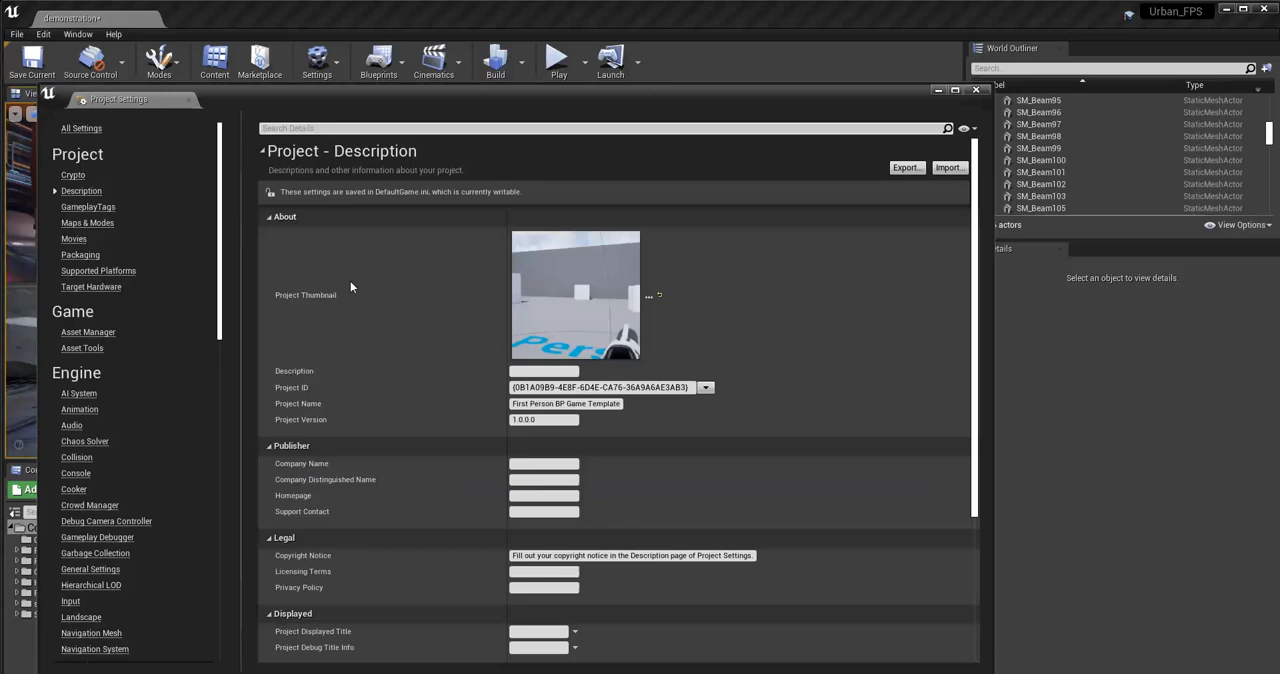 demonstration*
Urban_FPS
File Edit Window Help
Save Current Source Control Modes Content Marketplace Settings Blueprints Cinematics Build Play Launch
World Outliner
Search.
bel Type
SM_Beam95 StaticMeshActor
SM_Beam96 StaticMeshActor
SM_Beam97 StaticMeshActor
SM_Beam98 StaticMeshActor
SM_Beam99 StaticMeshActor
SM_Beam100 StaticMeshActor
SM_Beam101 StaticMeshActor
SM_Beam102 StaticMeshActor
SM_Beam103 StaticMeshActor
SM_Beam105 StaticMeshActor
actors View Options
etails
Select an object to view details.
Vie
Co
Ad
Project Settings
All Settings
Project
Crypto
Description
GameplayTags
Maps & Modes
Movies
Packaging
Supported Platforms
Target Hardware
Game
Asset Manager
Asset Tools
Engine
AI System
Animation
Audio
Chaos Solver
Collision
Console
Cooker
Crowd Manager
Debug Camera Controller
Gameplay Debugger
Garbage Collection
General Settings
Hierarchical LOD
Input
Landscape
Navigation Mesh
Navigation System
Search Details
Project - Description
Descriptions and other information about your project.
Export... Import...
These settings are saved in DefaultGame.ini, which is currently writable.
About
Project Thumbnail
Pers
Description
Project ID {0B1A09B9-4E8F-6D4E-CA76-36A9A6AE3AB3}
Project Name First Person BP Game Template
Project Version 1.0.0.0
Publisher
Company Name
Company Distinguished Name
Homepage
Support Contact
Legal
Copyright Notice Fill out your copyright notice in the Description page of Project Settings.
Licensing Terms
Privacy Policy
Displayed
Project Displayed Title
Project Debug Title Info